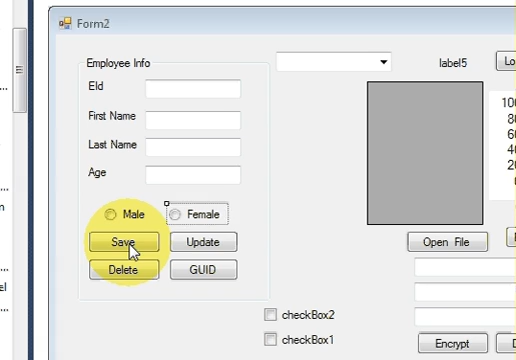 Form2
Employee Info
label5
Lo
EId
First Name
Last Name
Age
100
80
60
40
20
0
Male
Female
Save
Update
Open File
Delete
GUID
checkBox2
checkBox1
Encrypt